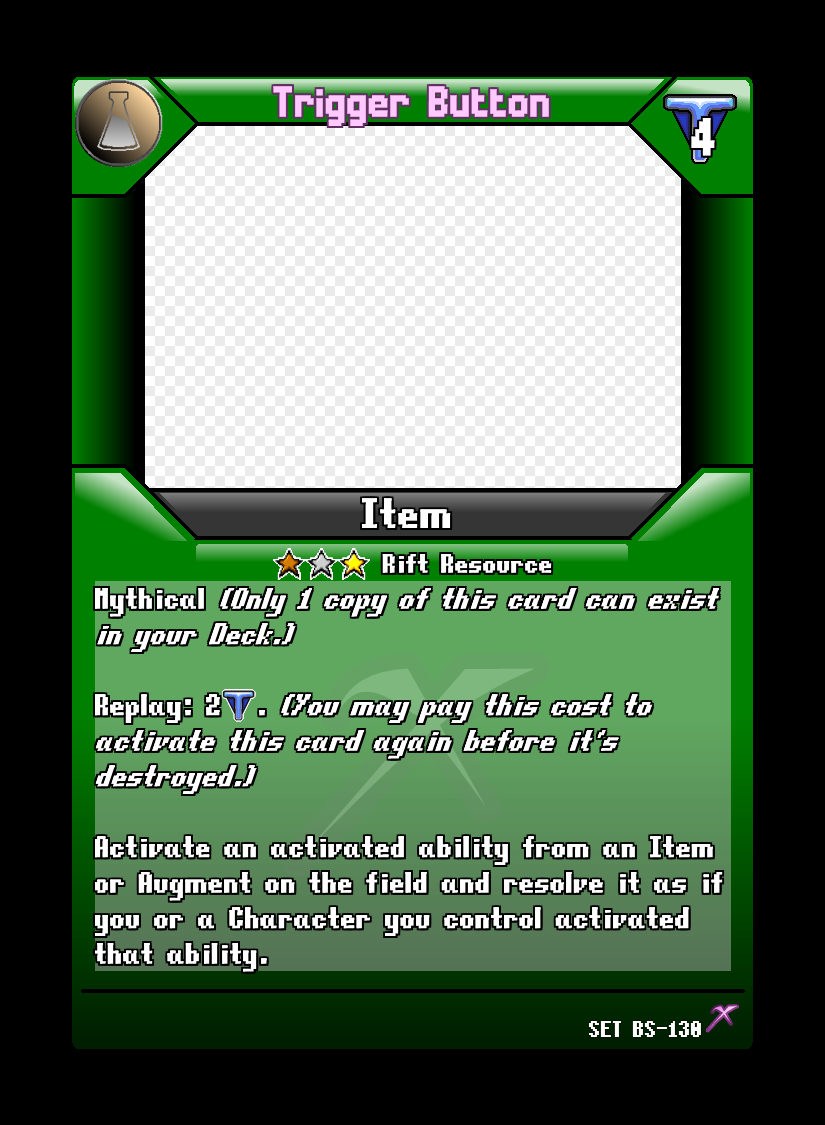 Trigger Button
4
Item
Rift Resource
Mythical (Only 1 copy of this card can exist
in your Deck.)
Replay: 2T. (You may pay this cost to
activate this card again before it's
destroyed.)
Activate an activated ability from an Item
or Augment on the field and resolve it as if
you or a Character you control activated
that ability.
SET BS-130